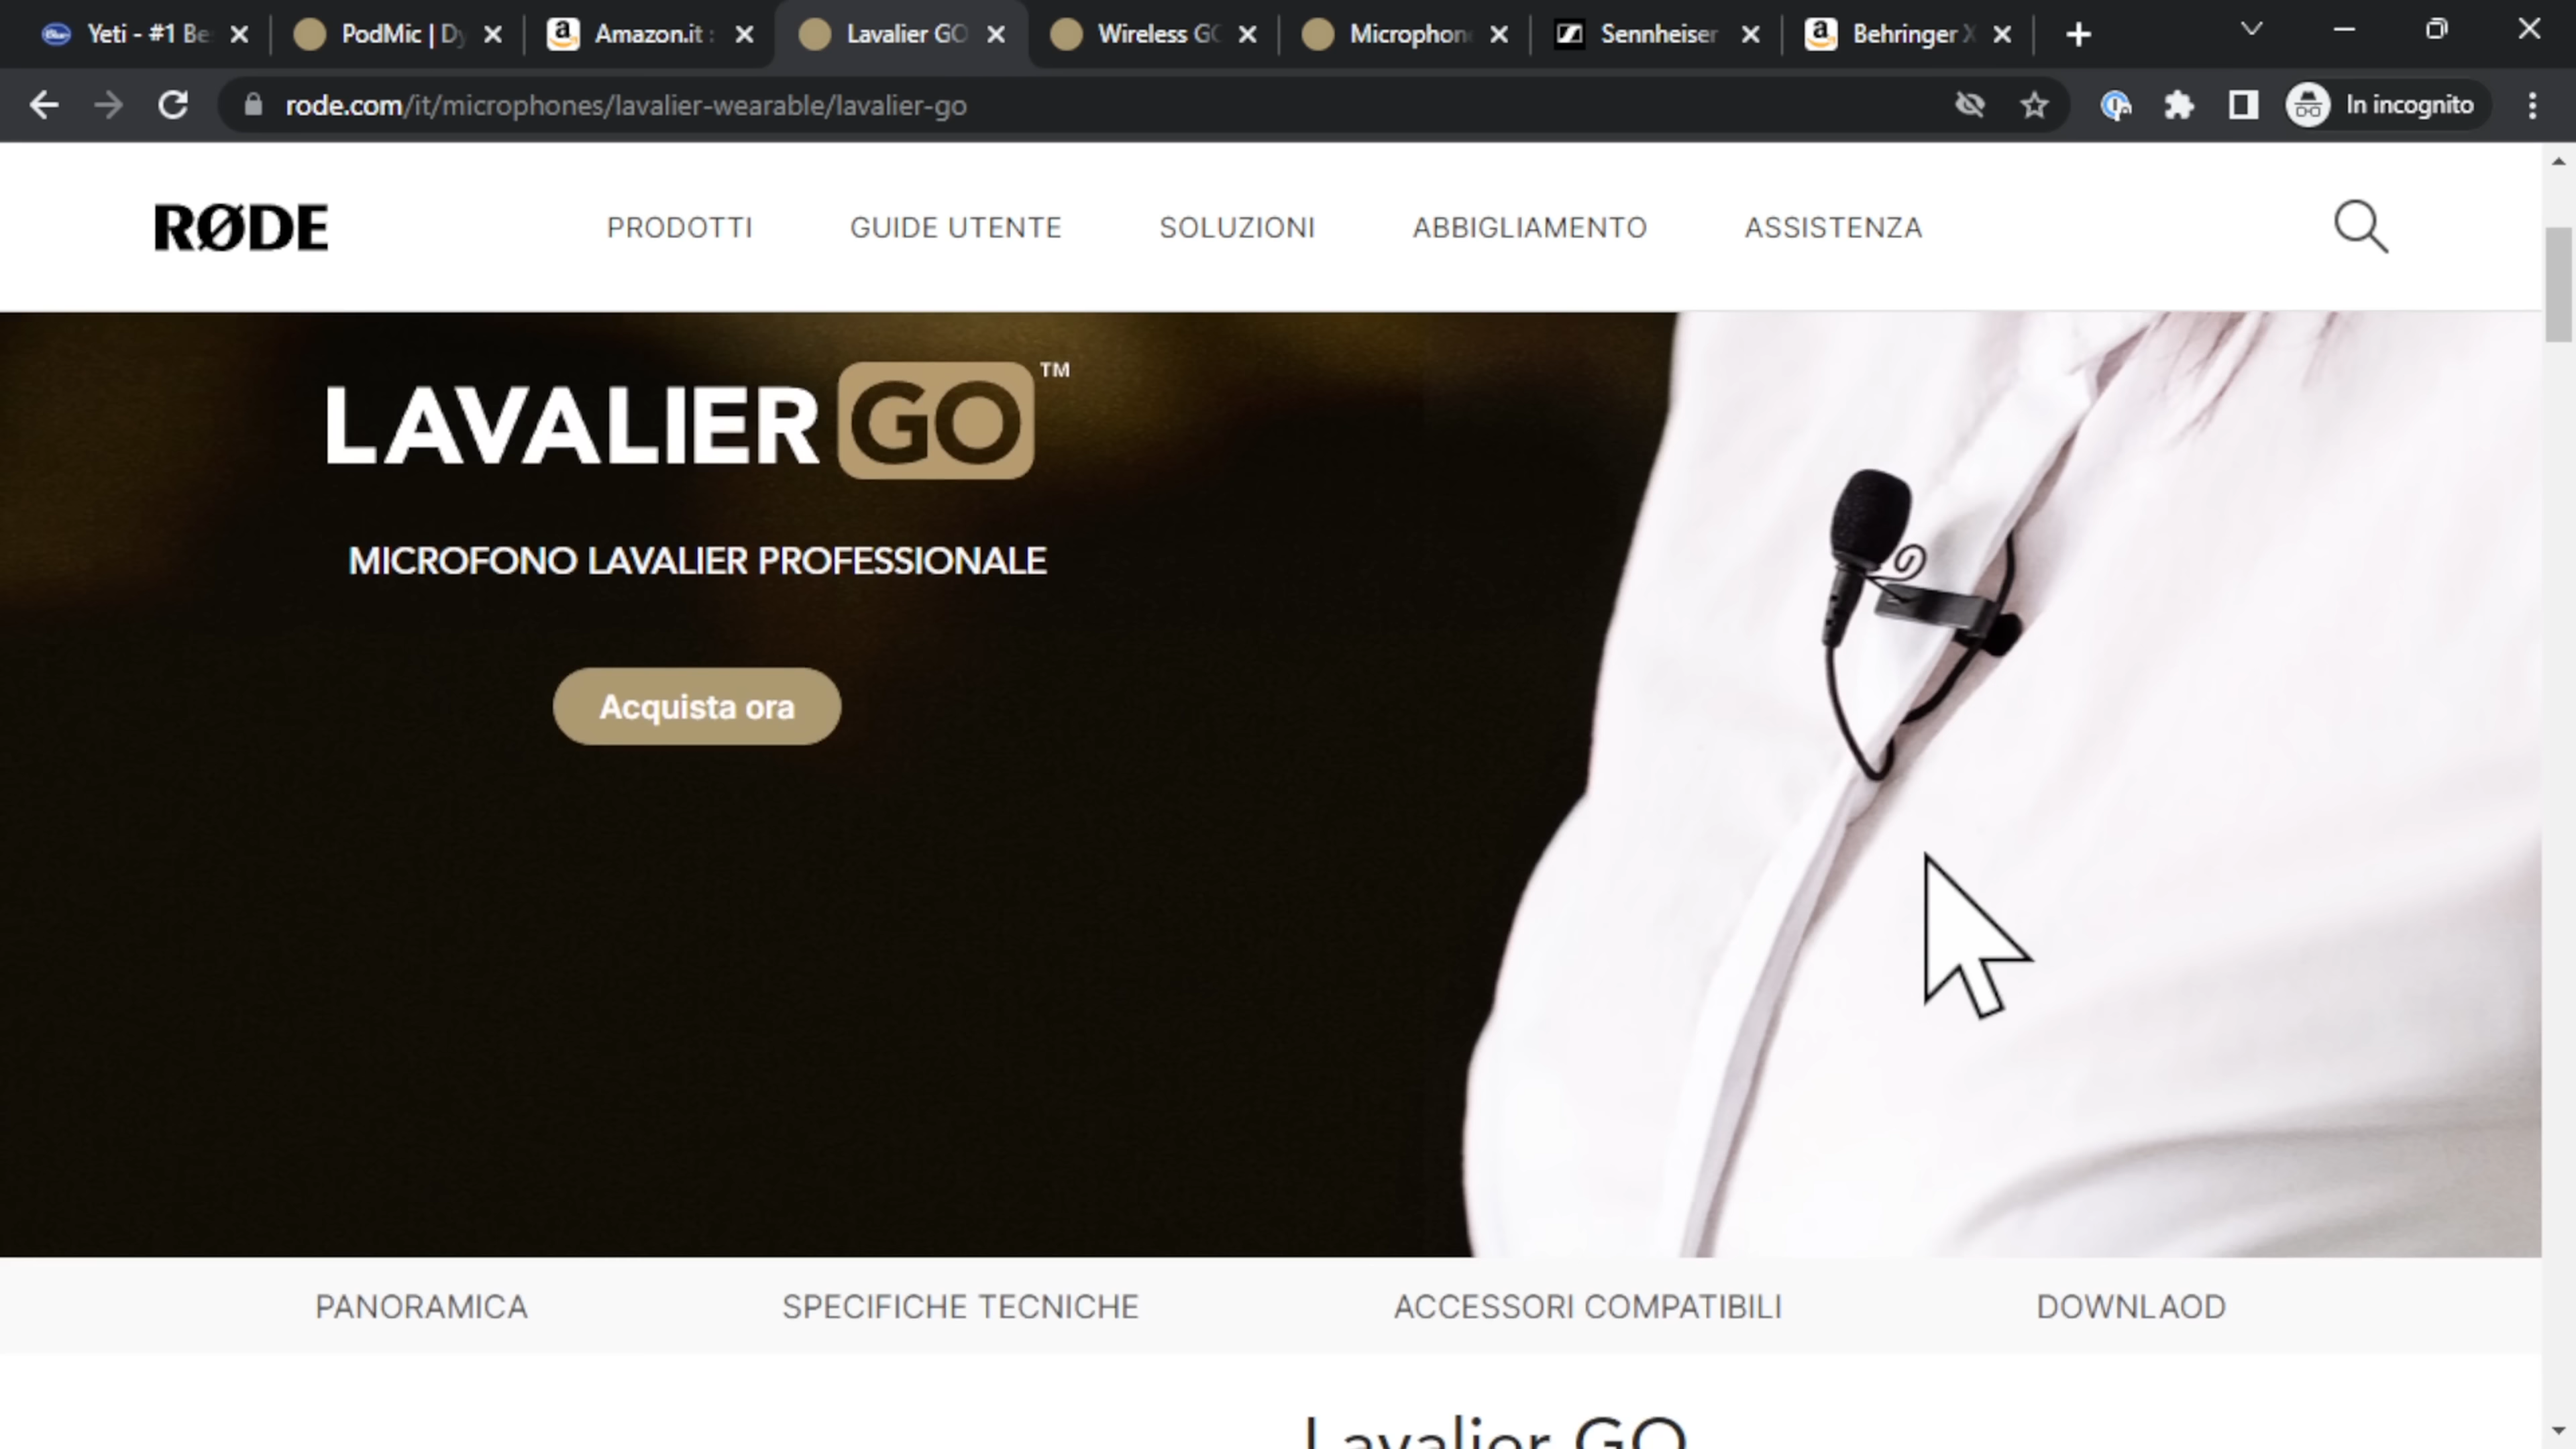 Yeti - #1 Be
PodMic | Dy
Amazon.it :
Lavalier GO
Wireless GO
Microphon
Sennheiser
Behringer X
rode.com/it/microphones/lavalier-wearable/lavalier-go
In incognito
RØDE
PRODOTTI
GUIDE UTENTE
SOLUZIONI
ABBIGLIAMENTO
ASSISTENZA
LAVALIER GO™
MICROFONO LAVALIER PROFESSIONALE
Acquista ora
PANORAMICA
SPECIFICHE TECNICHE
ACCESSORI COMPATIBILI
DOWNLAOD
Lavalier GO